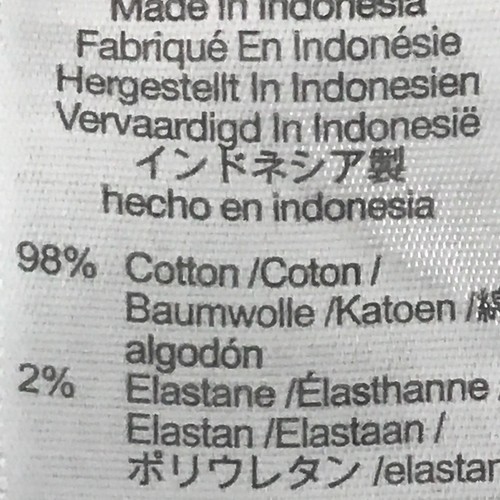 Made In Indonesia
Fabriqué En Indonésie
Hergestellt In Indonesien
Vervaardigd In Indonesië
インドネシア製
hecho en indonesia
98% Cotton /Coton /
Baumwolle /Katoen /綿
algodón
2% Elastane /Élasthanne
Elastan /Elastaan /
ポリウレタン /elastan